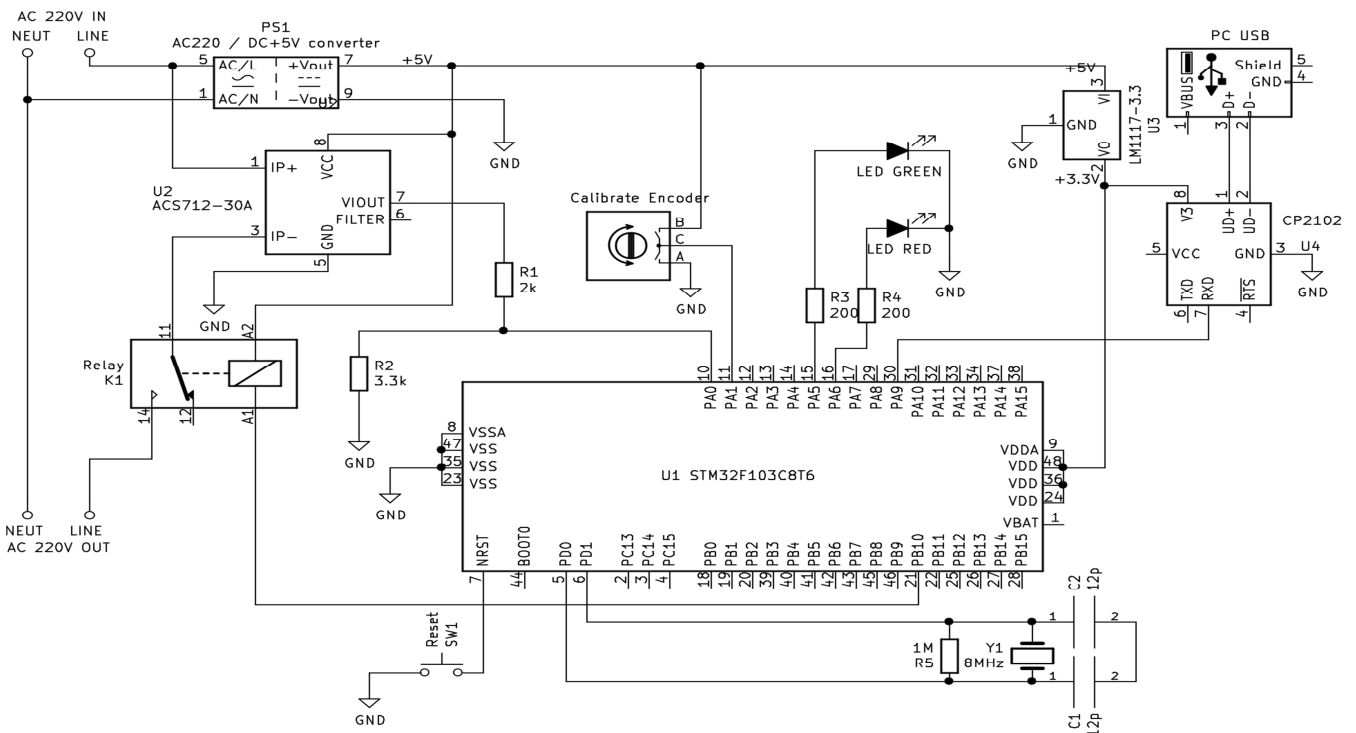 AC 220V IN
NEUT LINE
PS1
AC220 / DC+5V converter
5 AC/L +Vout 7
1 AC/N -Vout 9
+5V
GND
U2
ACS712-30A
1 IP+
3 IP-
8 VCC
VIOUT 7
FILTER 6
GND 5
GND
R1
2k
R2
3.3k
GND
Relay
K1
11 A2
14 12 A1
NEUT LINE
AC 220V OUT
Calibrate Encoder
B
C
A
GND
LED GREEN
LED RED
GND
R3
200
R4
200
+5V
3 VI
1 GND
VO 2
LM1117-3.3
U3
GND
+3.3V
PC USB
Shield 5
GND 4
VBUS D+ D-
1 3 2
8 1 2
V3 UD+ UD-
CP2102
U4
5 VCC GND 3
TXD RXD RTS
6 7 4
GND
10 11 12 13 14 15 16 17 29 30 31 32 33 34 37 38
PA0 PA1 PA2 PA3 PA4 PA5 PA6 PA7 PA8 PA9 PA10 PA11 PA12 PA13 PA14 PA15
8 VSSA
47 VSS
35 VSS
23 VSS
GND
U1 STM32F103C8T6
VDDA 9
VDD 48
VDD 36
VDD 24
VBAT 1
NRST BOOT0 PD0 PD1 PC13 PC14 PC15 PB0 PB1 PB2 PB3 PB4 PB5 PB6 PB7 PB8 PB9 PB10 PB11 PB12 PB13 PB14 PB15
7 44 5 6 2 3 4 18 19 20 39 40 41 42 43 45 46 21 22 25 26 27 28
Reset
SW1
GND
1M
R5
Y1
8MHz
C2
12p
1 2
1 2
C1
12p